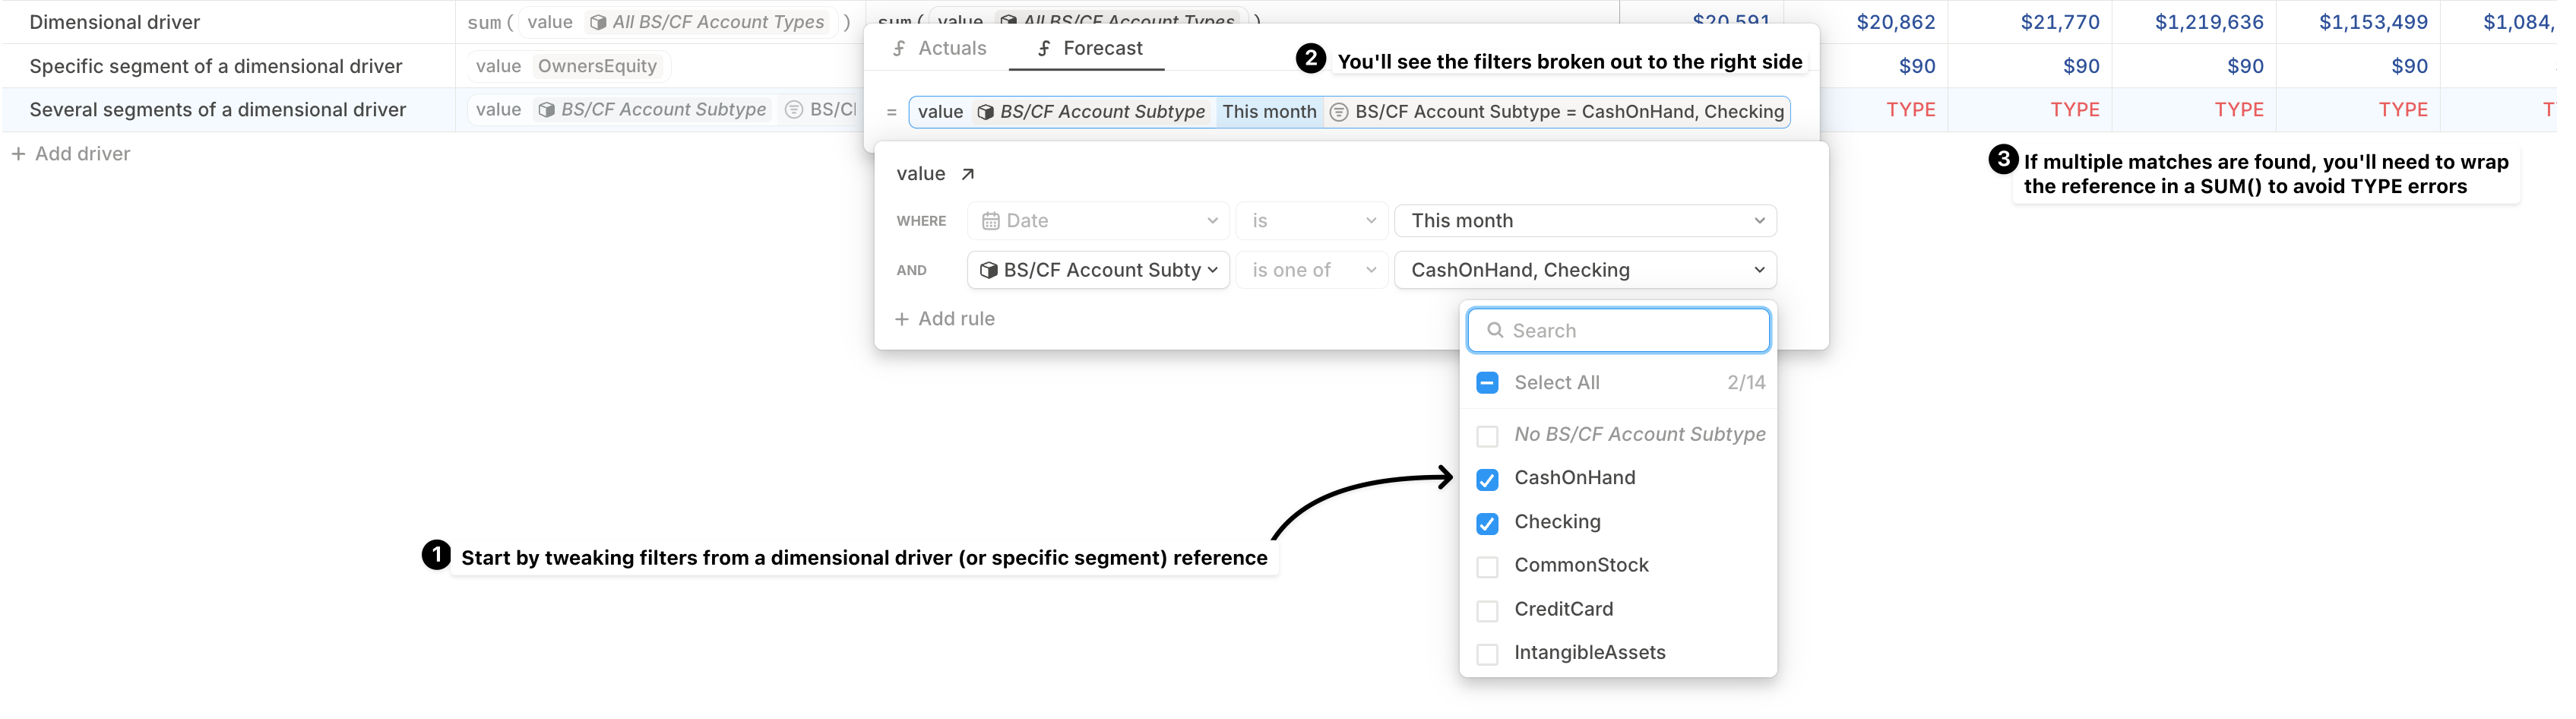 Dimensional driver sum ( value All BS/CF Account Types ) sum ( value All BS/CF Account Types ) $20,591 $20,862 $21,770 $1,219,636 $1,153,499 $1,084,
Actuals Forecast
2 You'll see the filters broken out to the right side
Specific segment of a dimensional driver value OwnersEquity $90 $90 $90 $90
Several segments of a dimensional driver value BS/CF Account Subtype BS/C
= value BS/CF Account Subtype This month BS/CF Account Subtype = CashOnHand, Checking
TYPE TYPE TYPE TYPE T
+ Add driver
3 If multiple matches are found, you'll need to wrap
the reference in a SUM() to avoid TYPE errors
value
WHERE Date is This month
AND BS/CF Account Subty is one of CashOnHand, Checking
+ Add rule
Search
Select All 2/14
No BS/CF Account Subtype
CashOnHand
Checking
CommonStock
CreditCard
IntangibleAssets
1 Start by tweaking filters from a dimensional driver (or specific segment) reference